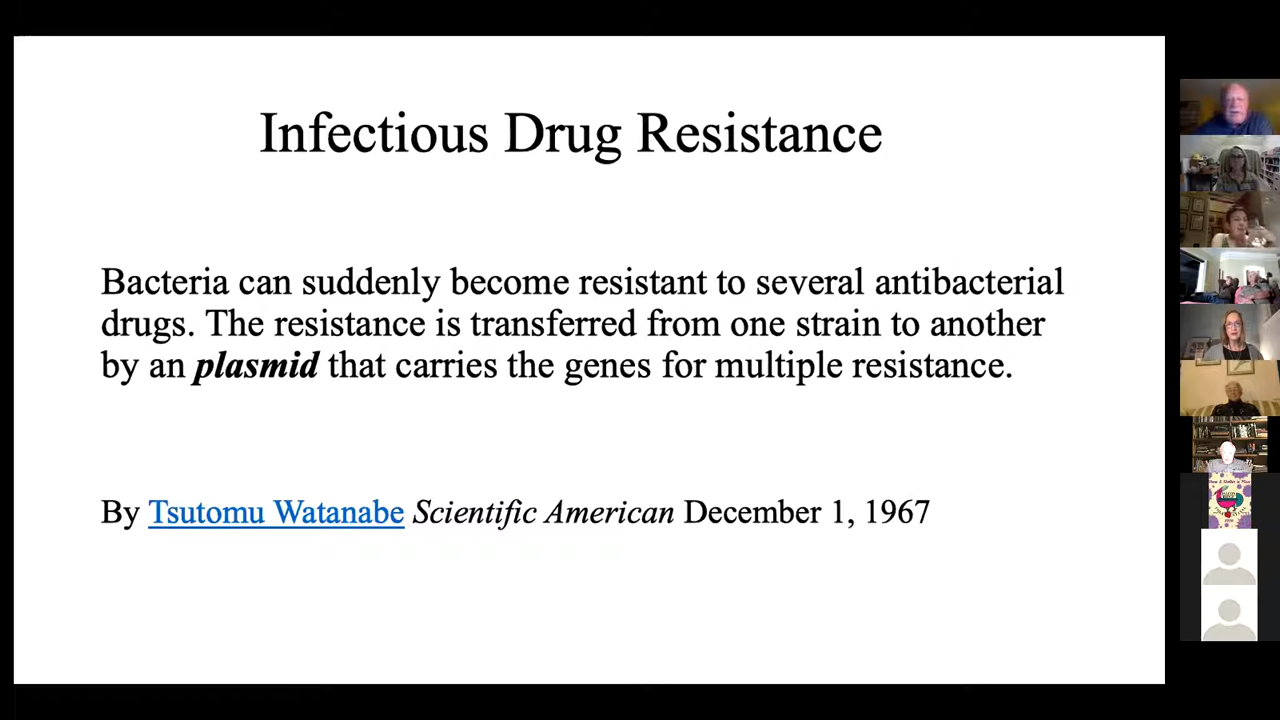 Infectious Drug Resistance
Bacteria can suddenly become resistant to several antibacterial
drugs. The resistance is transferred from one strain to another
by an plasmid that carries the genes for multiple resistance.
By Tsutomu Watanabe Scientific American December 1, 1967